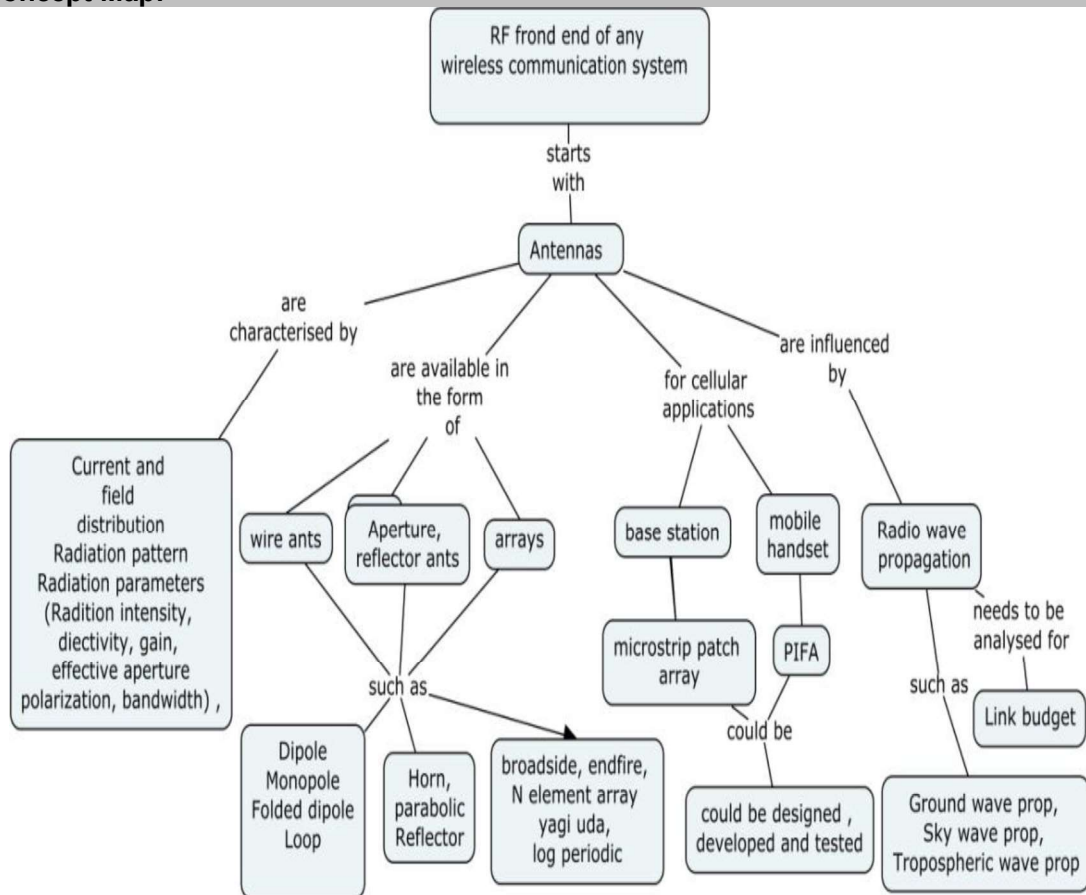 RF frond end of any
wireless communication system
starts
with
Antennas
are
characterised by
are available in
the form
of
for cellular
applications
are influenced
by
Current and
field
distribution
Radiation pattern
Radiation parameters
(Radition intensity,
diectivity, gain,
effective aperture
polarization, bandwidth) ,
wire ants
Aperture,
reflector ants
arrays
base station
mobile
handset
Radio wave
propagation
needs to be
analysed for
microstrip patch
array
PIFA
such as
such as
Link budget
could be
Dipole
Monopole
Folded dipole
Loop
Horn,
parabolic
Reflector
broadside, endfire,
N element array
yagi uda,
log periodic
could be designed ,
developed and tested
Ground wave prop,
Sky wave prop,
Tropospheric wave prop